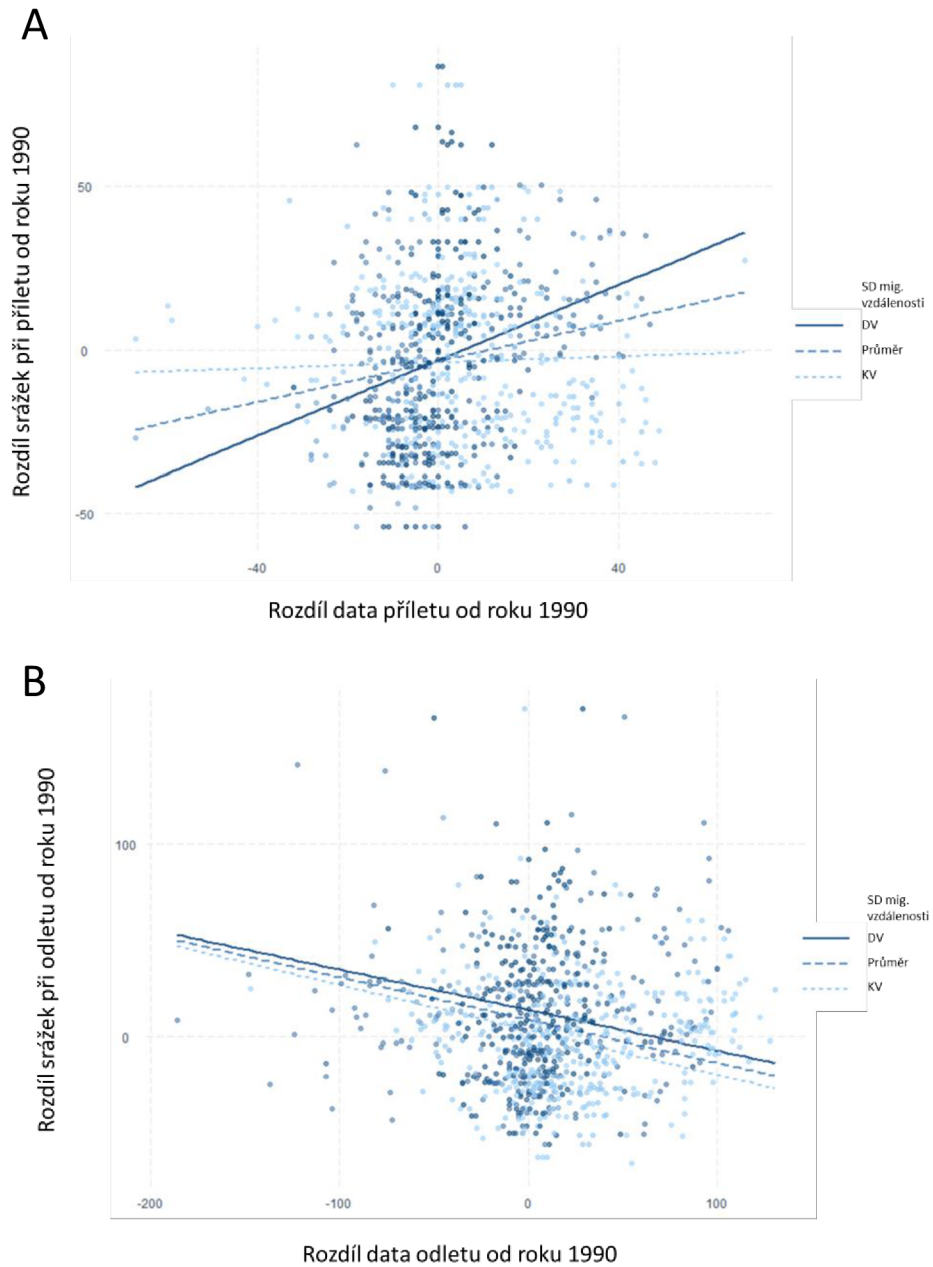 A
Rozdíl srážek při příletu od roku 1990
50
0
-50
-40
0
40
Rozdíl data příletu od roku 1990
SD mig.
vzdálenosti
DV
Průměr
KV
B
Rozdíl srážek při odletu od roku 1990
100
0
-200
-100
0
100
Rozdíl data odletu od roku 1990
SD mig.
vzdálenosti
DV
Průměr
KV